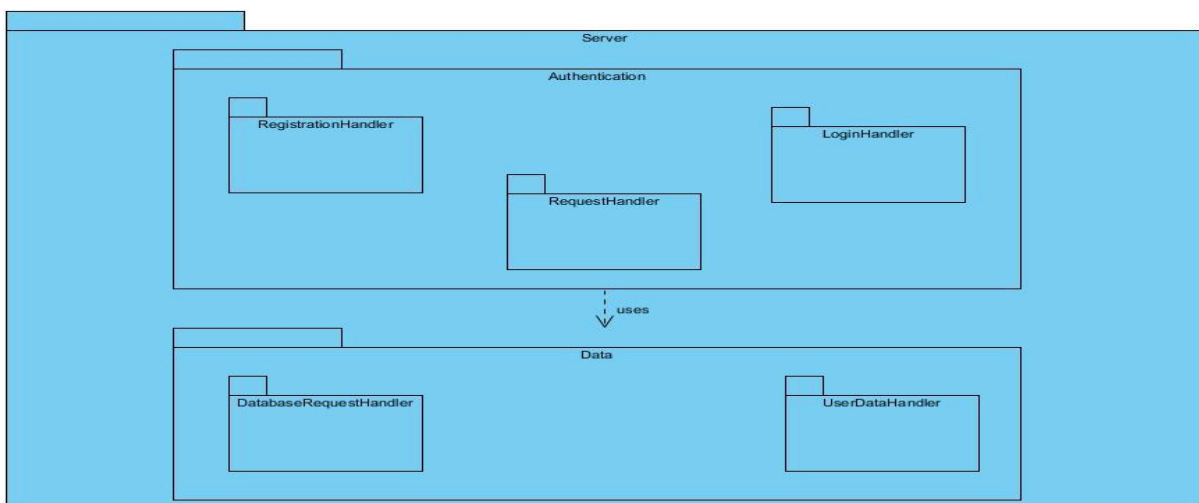 Server
Authentication
RegistrationHandler
LoginHandler
RequestHandler
uses
Data
DatabaseRequestHandler
UserDataHandler